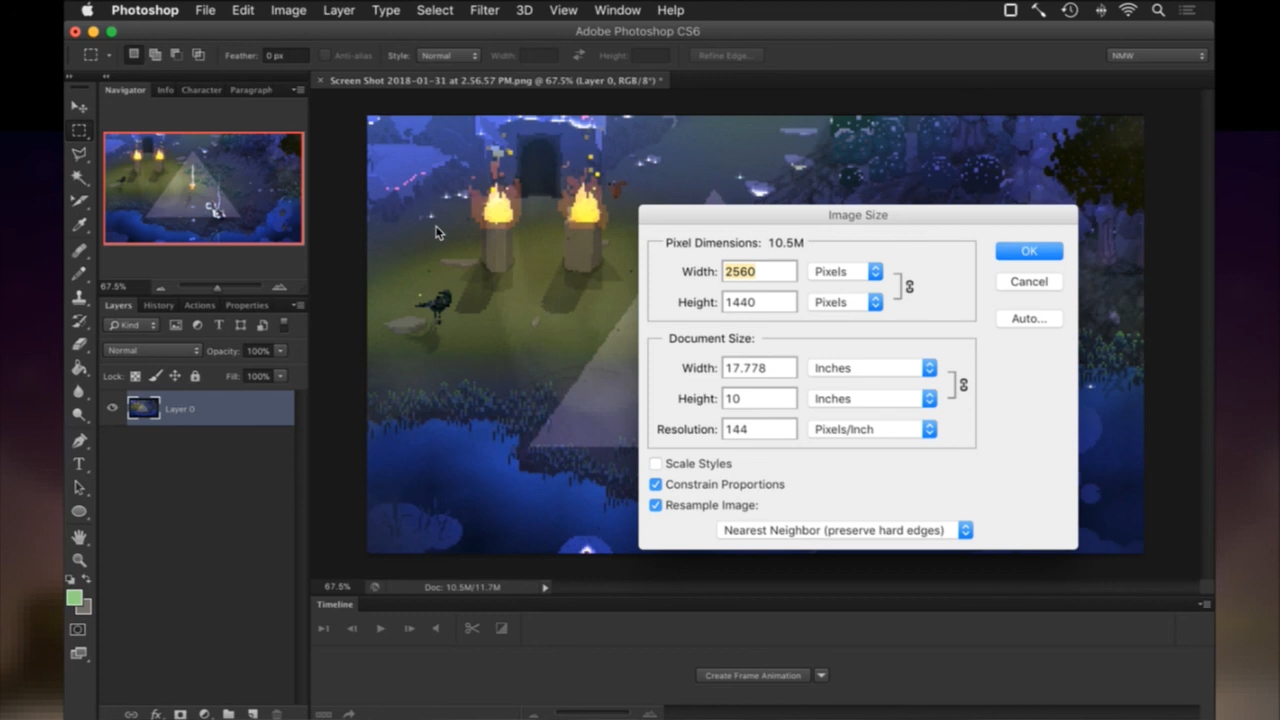 Photoshop File Edit Image Layer Type Select Filter 3D View Window Help
Adobe Photoshop CS6
Feather: 0 px Anti-alias Style: Normal Width: Height: Refine Edge... NMW
× Screen Shot 2018-01-31 at 2.56.57 PM.png @ 67.5% (Layer 0, RGB/8*) *
Navigator Info Character Paragraph
67.5%
Layers History Actions Properties
Kind
Normal Opacity: 100%
Lock: Fill: 100%
Layer 0
Image Size
Pixel Dimensions: 10.5M
Width: 2560 Pixels
Height: 1440 Pixels
OK
Cancel
Auto...
Document Size:
Width: 17.778 Inches
Height: 10 Inches
Resolution: 144 Pixels/Inch
Scale Styles
Constrain Proportions
Resample Image:
Nearest Neighbor (preserve hard edges)
67.5% Doc: 10.5M/11.7M
Timeline
Create Frame Animation